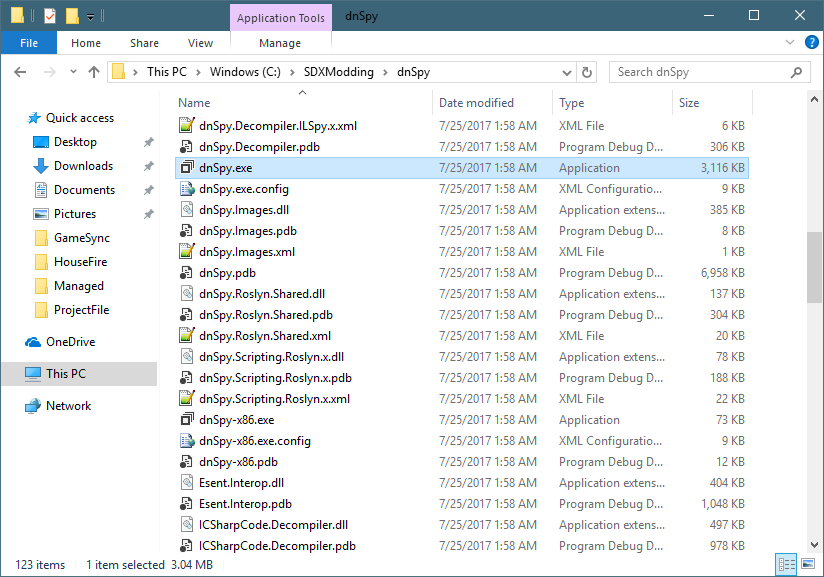 Application Tools dnSpy
File Home Share View Manage
This PC Windows (C:) SDXModding dnSpy Search dnSpy
Name Date modified Type Size
Quick access
Desktop
Downloads
Documents
Pictures
GameSync
HouseFire
Managed
ProjectFile
OneDrive
This PC
Network
dnSpy.Decompiler.ILSpy.x.xml 7/25/2017 1:58 AM XML File 6 KB
dnSpy.Decompiler.pdb 7/25/2017 1:58 AM Program Debug D... 306 KB
dnSpy.exe 7/25/2017 1:58 AM Application 3,116 KB
dnSpy.exe.config 7/25/2017 1:58 AM XML Configuratio... 9 KB
dnSpy.Images.dll 7/25/2017 1:58 AM Application extens... 385 KB
dnSpy.Images.pdb 7/25/2017 1:58 AM Program Debug D... 8 KB
dnSpy.Images.xml 7/25/2017 1:58 AM XML File 1 KB
dnSpy.pdb 7/25/2017 1:58 AM Program Debug D... 6,958 KB
dnSpy.Roslyn.Shared.dll 7/25/2017 1:58 AM Application extens... 137 KB
dnSpy.Roslyn.Shared.pdb 7/25/2017 1:58 AM Program Debug D... 304 KB
dnSpy.Roslyn.Shared.xml 7/25/2017 1:58 AM XML File 20 KB
dnSpy.Scripting.Roslyn.x.dll 7/25/2017 1:58 AM Application extens... 78 KB
dnSpy.Scripting.Roslyn.x.pdb 7/25/2017 1:58 AM Program Debug D... 188 KB
dnSpy.Scripting.Roslyn.x.xml 7/25/2017 1:58 AM XML File 22 KB
dnSpy-x86.exe 7/25/2017 1:58 AM Application 73 KB
dnSpy-x86.exe.config 7/25/2017 1:58 AM XML Configuratio... 9 KB
dnSpy-x86.pdb 7/25/2017 1:58 AM Program Debug D... 12 KB
Esent.Interop.dll 7/25/2017 1:58 AM Application extens... 404 KB
Esent.Interop.pdb 7/25/2017 1:58 AM Program Debug D... 1,048 KB
ICSharpCode.Decompiler.dll 7/25/2017 1:58 AM Application extens... 497 KB
ICSharpCode.Decompiler.pdb 7/25/2017 1:58 AM Program Debug D... 978 KB
123 items 1 item selected 3.04 MB